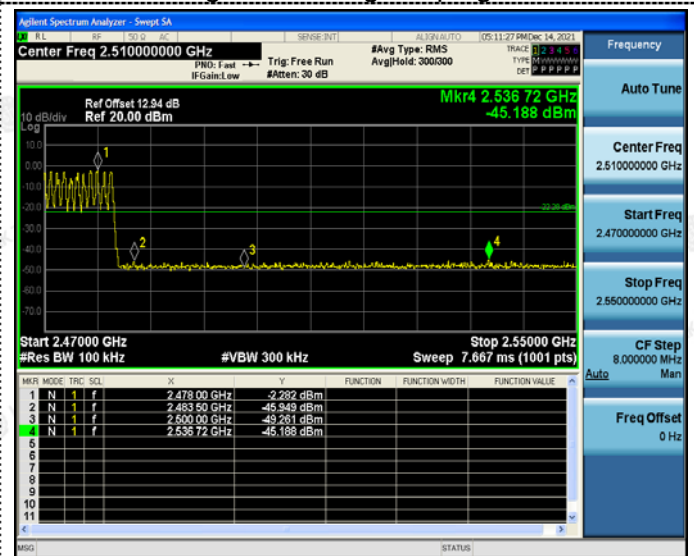 Agilent Spectrum Analyzer - Swept SA
RL RF 50 Ω AC SENSE:INT ALIGNAUTO 05:11:27 PM Dec 14, 2021
Center Freq 2.510000000 GHz
PNO: Fast
IFGain:Low
Trig: Free Run
#Atten: 30 dB
#Avg Type: RMS
Avg|Hold: 300/300
TRACE 1 2 3 4 5 6
TYPE M WWWWW
DET P P P P P P
Ref Offset 12.94 dB
Ref 20.00 dBm
10 dB/div
Log
Mkr4 2.536 72 GHz
-45.188 dBm
10.0
0.00
-10.0
-20.0
-30.0
-40.0
-50.0
-60.0
-70.0
1
2
3
4
-22.28 dBm
Start 2.47000 GHz Stop 2.55000 GHz
#Res BW 100 kHz #VBW 300 kHz Sweep 7.667 ms (1001 pts)
MKR MODE TRC SCL X Y FUNCTION FUNCTION WIDTH FUNCTION VALUE
1 N 1 f 2.478 00 GHz -2.282 dBm
2 N 1 f 2.483 50 GHz -45.949 dBm
3 N 1 f 2.500 00 GHz -49.261 dBm
4 N 1 f 2.536 72 GHz -45.188 dBm
5
6
7
8
9
10
11
MSG STATUS
Frequency
Auto Tune
Center Freq
2.510000000 GHz
Start Freq
2.470000000 GHz
Stop Freq
2.550000000 GHz
CF Step
8.000000 MHz
Auto Man
Freq Offset
0 Hz